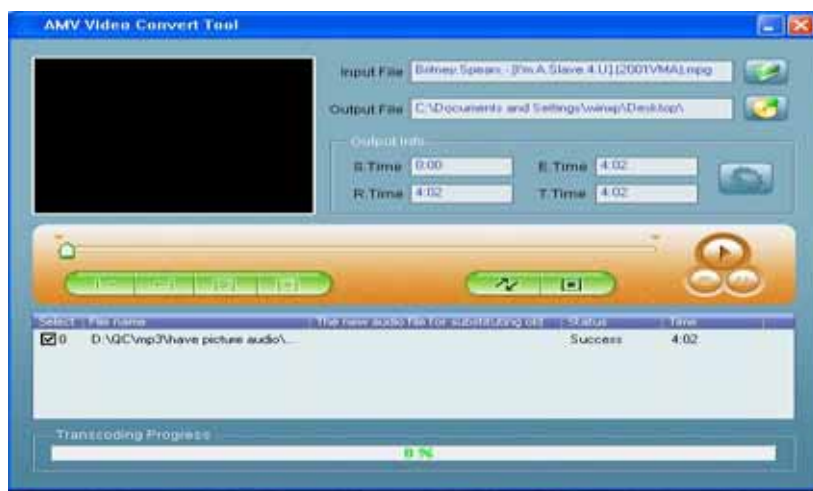 AMV Video Convert Tool
Input File Britney Spears - [I'm A Slave 4 U] [2001VMA].mpg
Output File C:\Documents and Settings\winxp\Desktop\
Output Info
S.Time 0:00 E.Time 4:02
R.Time 4:02 T.Time 4:02
Select File name The new audio file for substituting old Status Time
0 D:\QC\mp3\have picture audio\... Success 4:02
Transcoding Progress
0 %